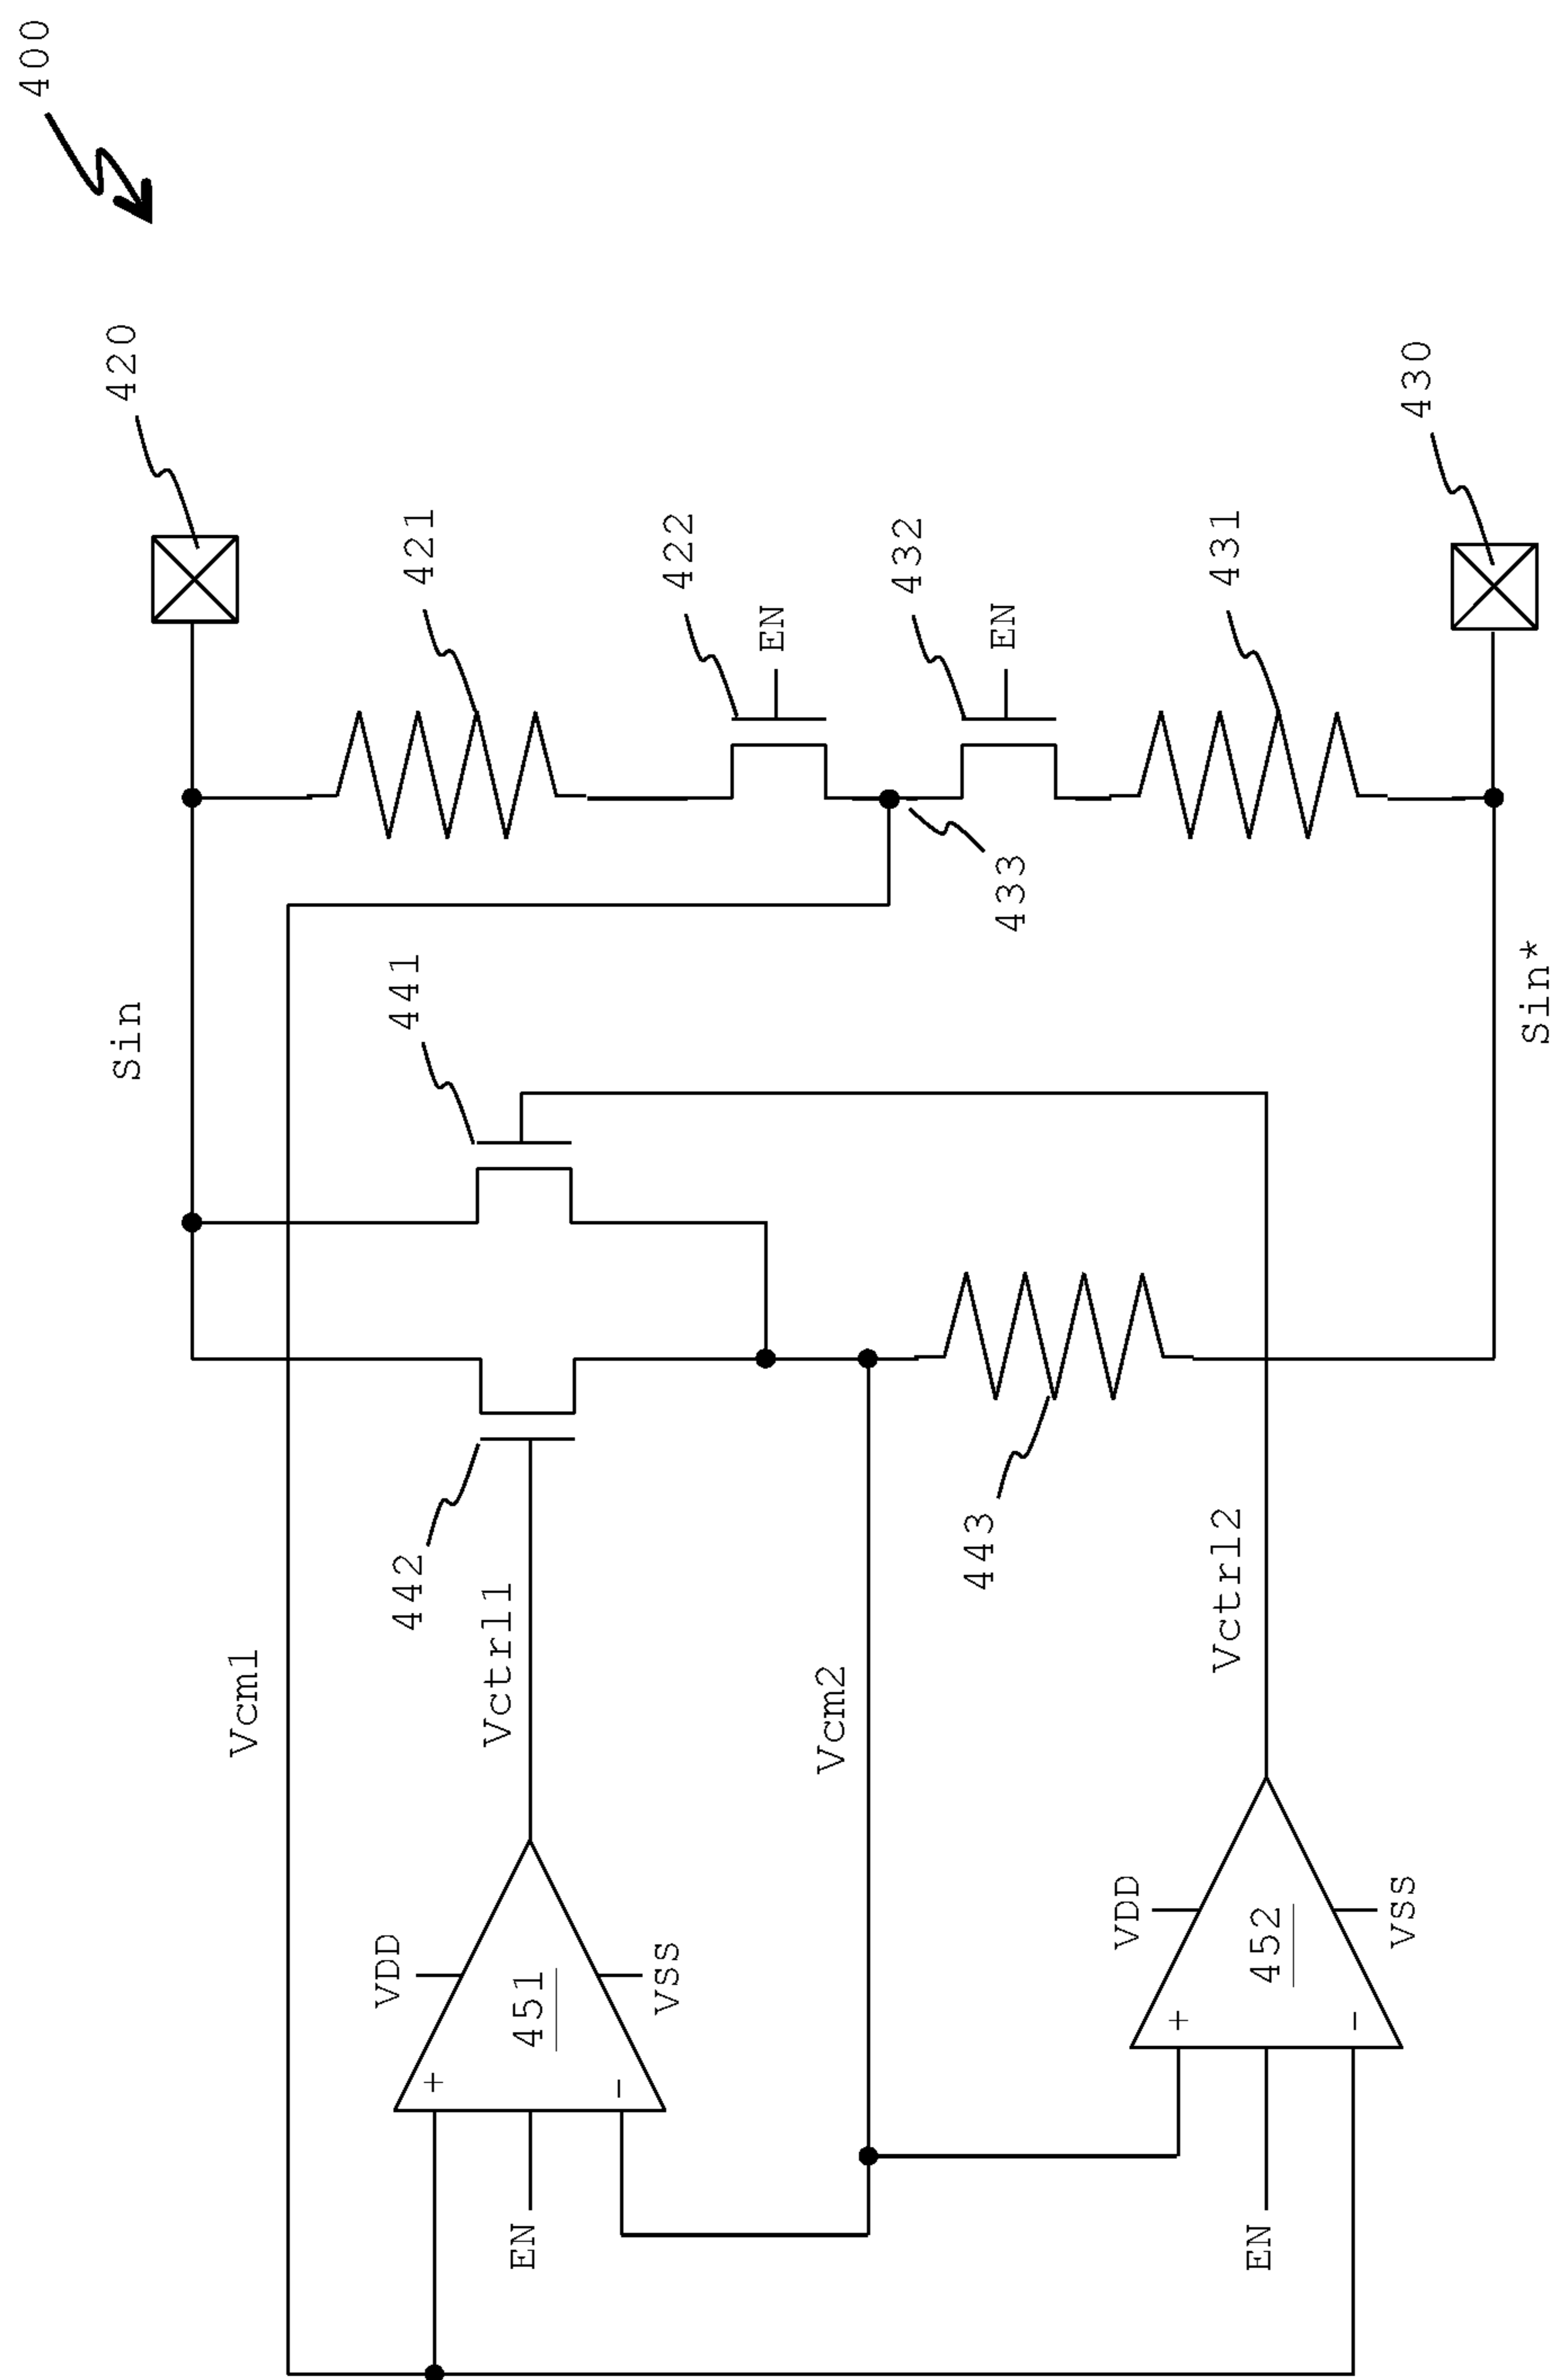 400
420
430
421
422
432
431
EN
EN
433
441
Sin
Sin*
442
443
Vcm1
Vctrl1
Vcm2
Vctrl2
VDD
451
VSS
+
-
EN
VDD
452
VSS
+
-
EN